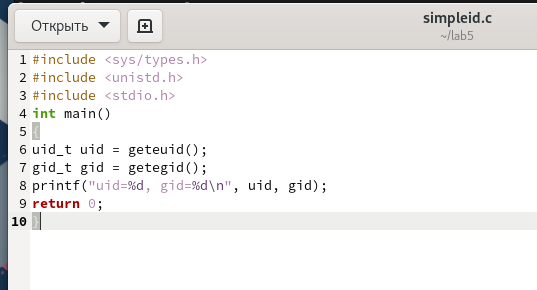 Открыть
simpleid.c
~/lab5
1 #include <sys/types.h>
2 #include <unistd.h>
3 #include <stdio.h>
4 int main()
5 {
6 uid_t uid = geteuid();
7 gid_t gid = getegid();
8 printf("uid=%d, gid=%d\n", uid, gid);
9 return 0;
10 }